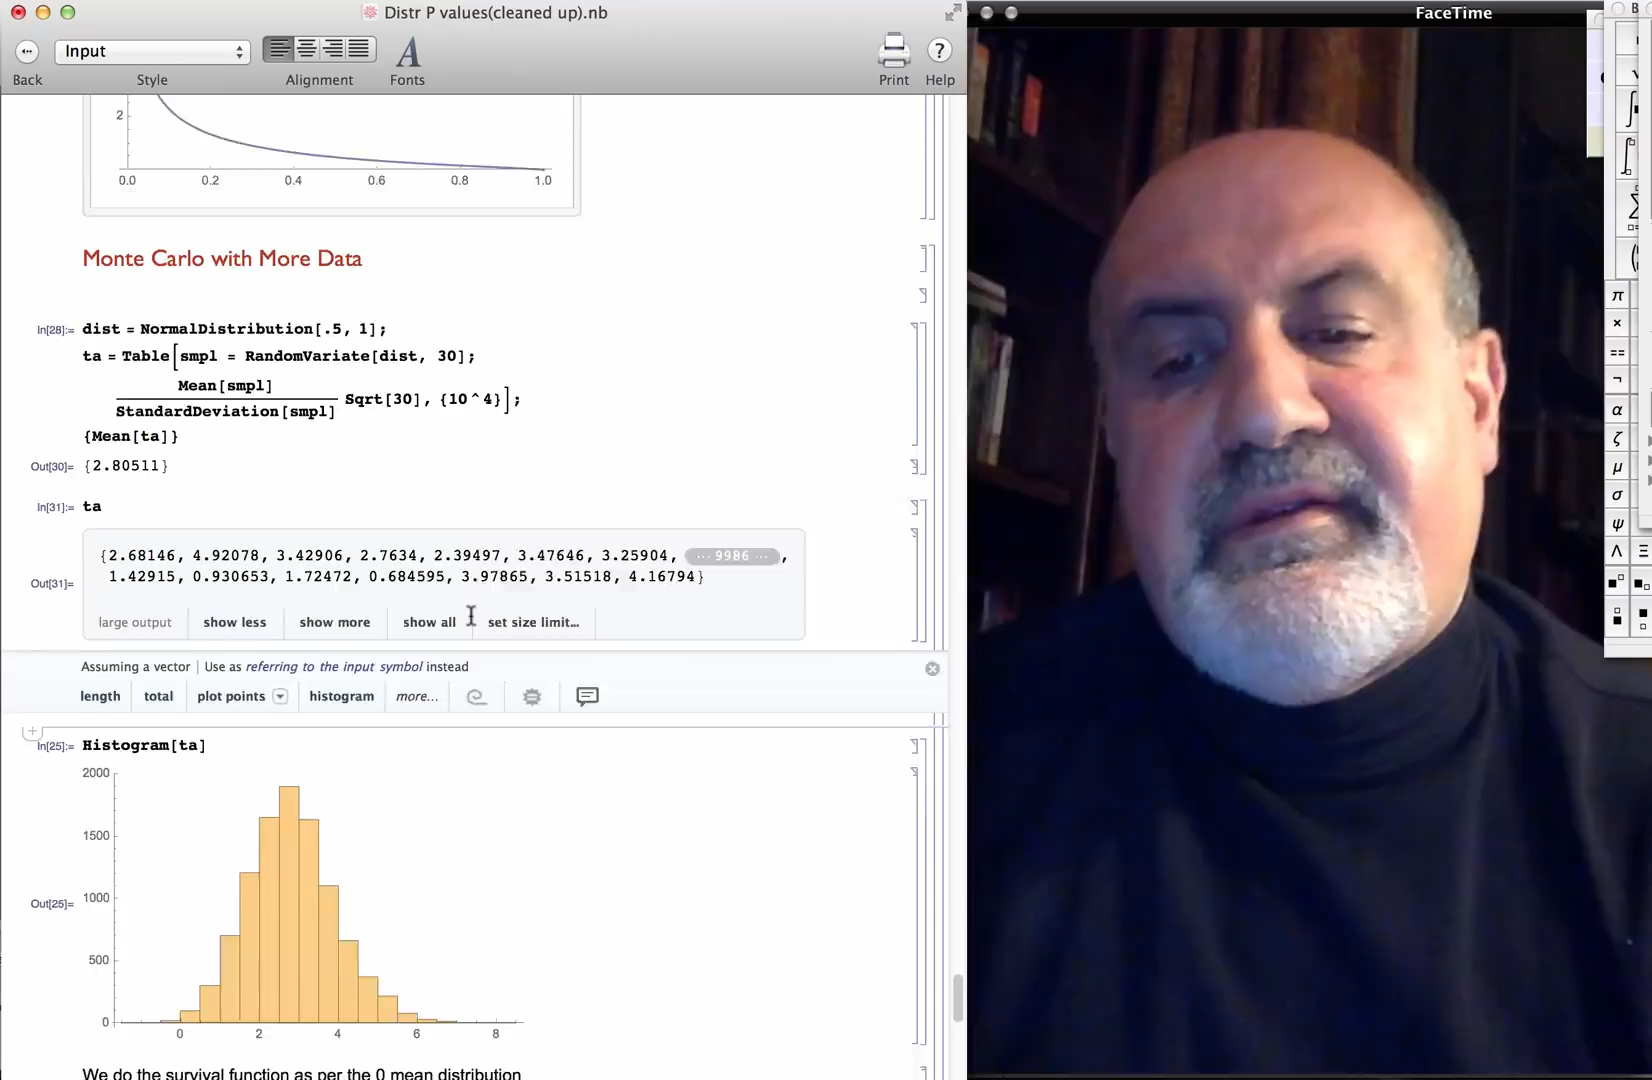 Distr P values(cleaned up).nb
FaceTime
Input
Back
Style
Alignment
Fonts
Print
Help
2
0.0 0.2 0.4 0.6 0.8 1.0
Monte Carlo with More Data
In[28]:= dist = NormalDistribution[.5, 1];
ta = Table[smpl = RandomVariate[dist, 30];
Mean[smpl]
StandardDeviation[smpl] Sqrt[30], {10^4}];
{Mean[ta]}
Out[30]= {2.80511}
In[31]:= ta
{2.68146, 4.92078, 3.42906, 2.7634, 2.39497, 3.47646, 3.25904, ... 9986 ...,
Out[31]= 1.42915, 0.930653, 1.72472, 0.684595, 3.97865, 3.51518, 4.16794}
large output show less show more show all set size limit...
Assuming a vector | Use as referring to the input symbol instead
length total plot points histogram more...
In[25]:= Histogram[ta]
2000
1500
1000
Out[25]=
500
0
0 2 4 6 8
We do the survival function as per the 0 mean distribution
π
×
==
¬
α
ζ
μ
σ
ψ
Λ Ξ